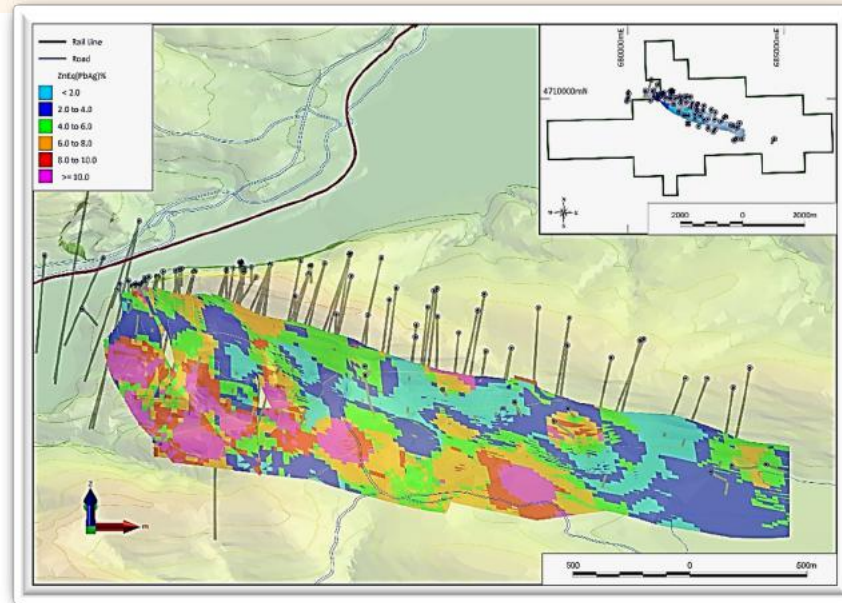 Rail Line
Road
ZnEq(PbAg)%
< 2.0
2.0 to 4.0
4.0 to 6.0
6.0 to 8.0
8.0 to 10.0
>= 10.0
680000mE
685000mE
4710000mN
2000 0 2000m
Z
500 0 500m